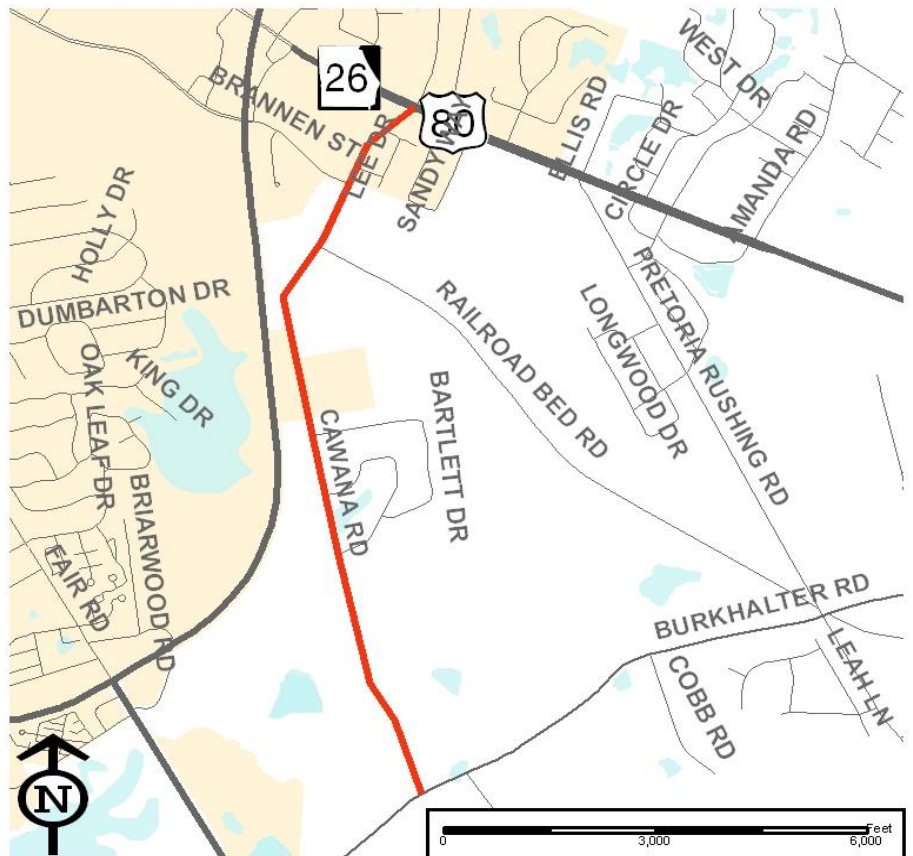 26
80
WEST DR
BRANNEN ST
LEE DR
SANDY WAY
ELLIS RD
CIRCLE DR
AMANDA RD
HOLLY DR
DUMBARTON DR
KING DR
OAK LEAF DR
RAILROAD BED RD
LONGWOOD DR
PRETORIA RUSHING RD
CAWANA RD
BARTLETT DR
BRIARWOOD RD
FAIR RD
BURKHALTER RD
COBB RD
LEAH LN
N
Feet
0 3,000 6,000